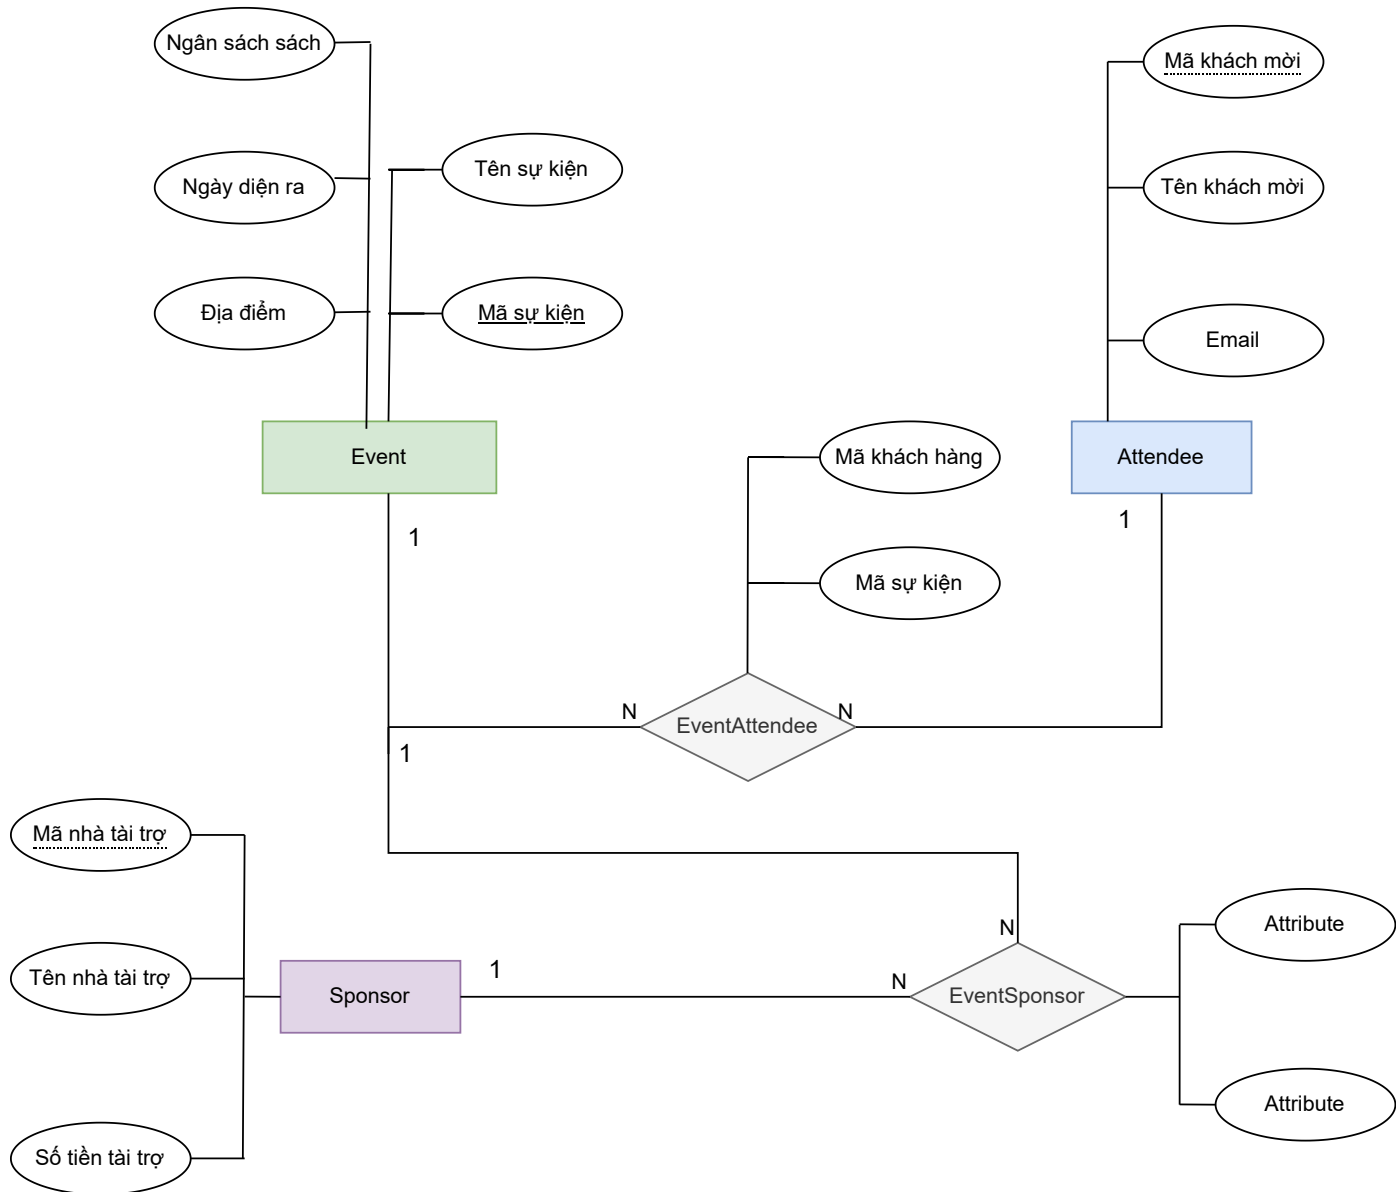 Ngân sách sách
Mã khách mời
Tên sự kiện
Ngày diện ra
Tên khách mời
Địa điểm
Mã sự kiện
Email
Event
Mã khách hàng
Attendee
1
1
Mã sự kiện
N
N
EventAttendee
1
Mã nhà tài trợ
N
Attribute
Tên nhà tài trợ
1
N
Sponsor
EventSponsor
Attribute
Số tiền tài trợ